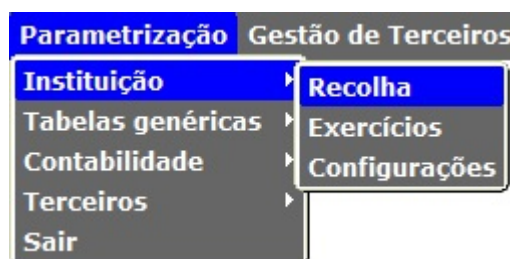 Parametrização Gestão de Terceiros
Instituição Recolha
Tabelas genéricas Exercícios
Contabilidade Configurações
Terceiros
Sair